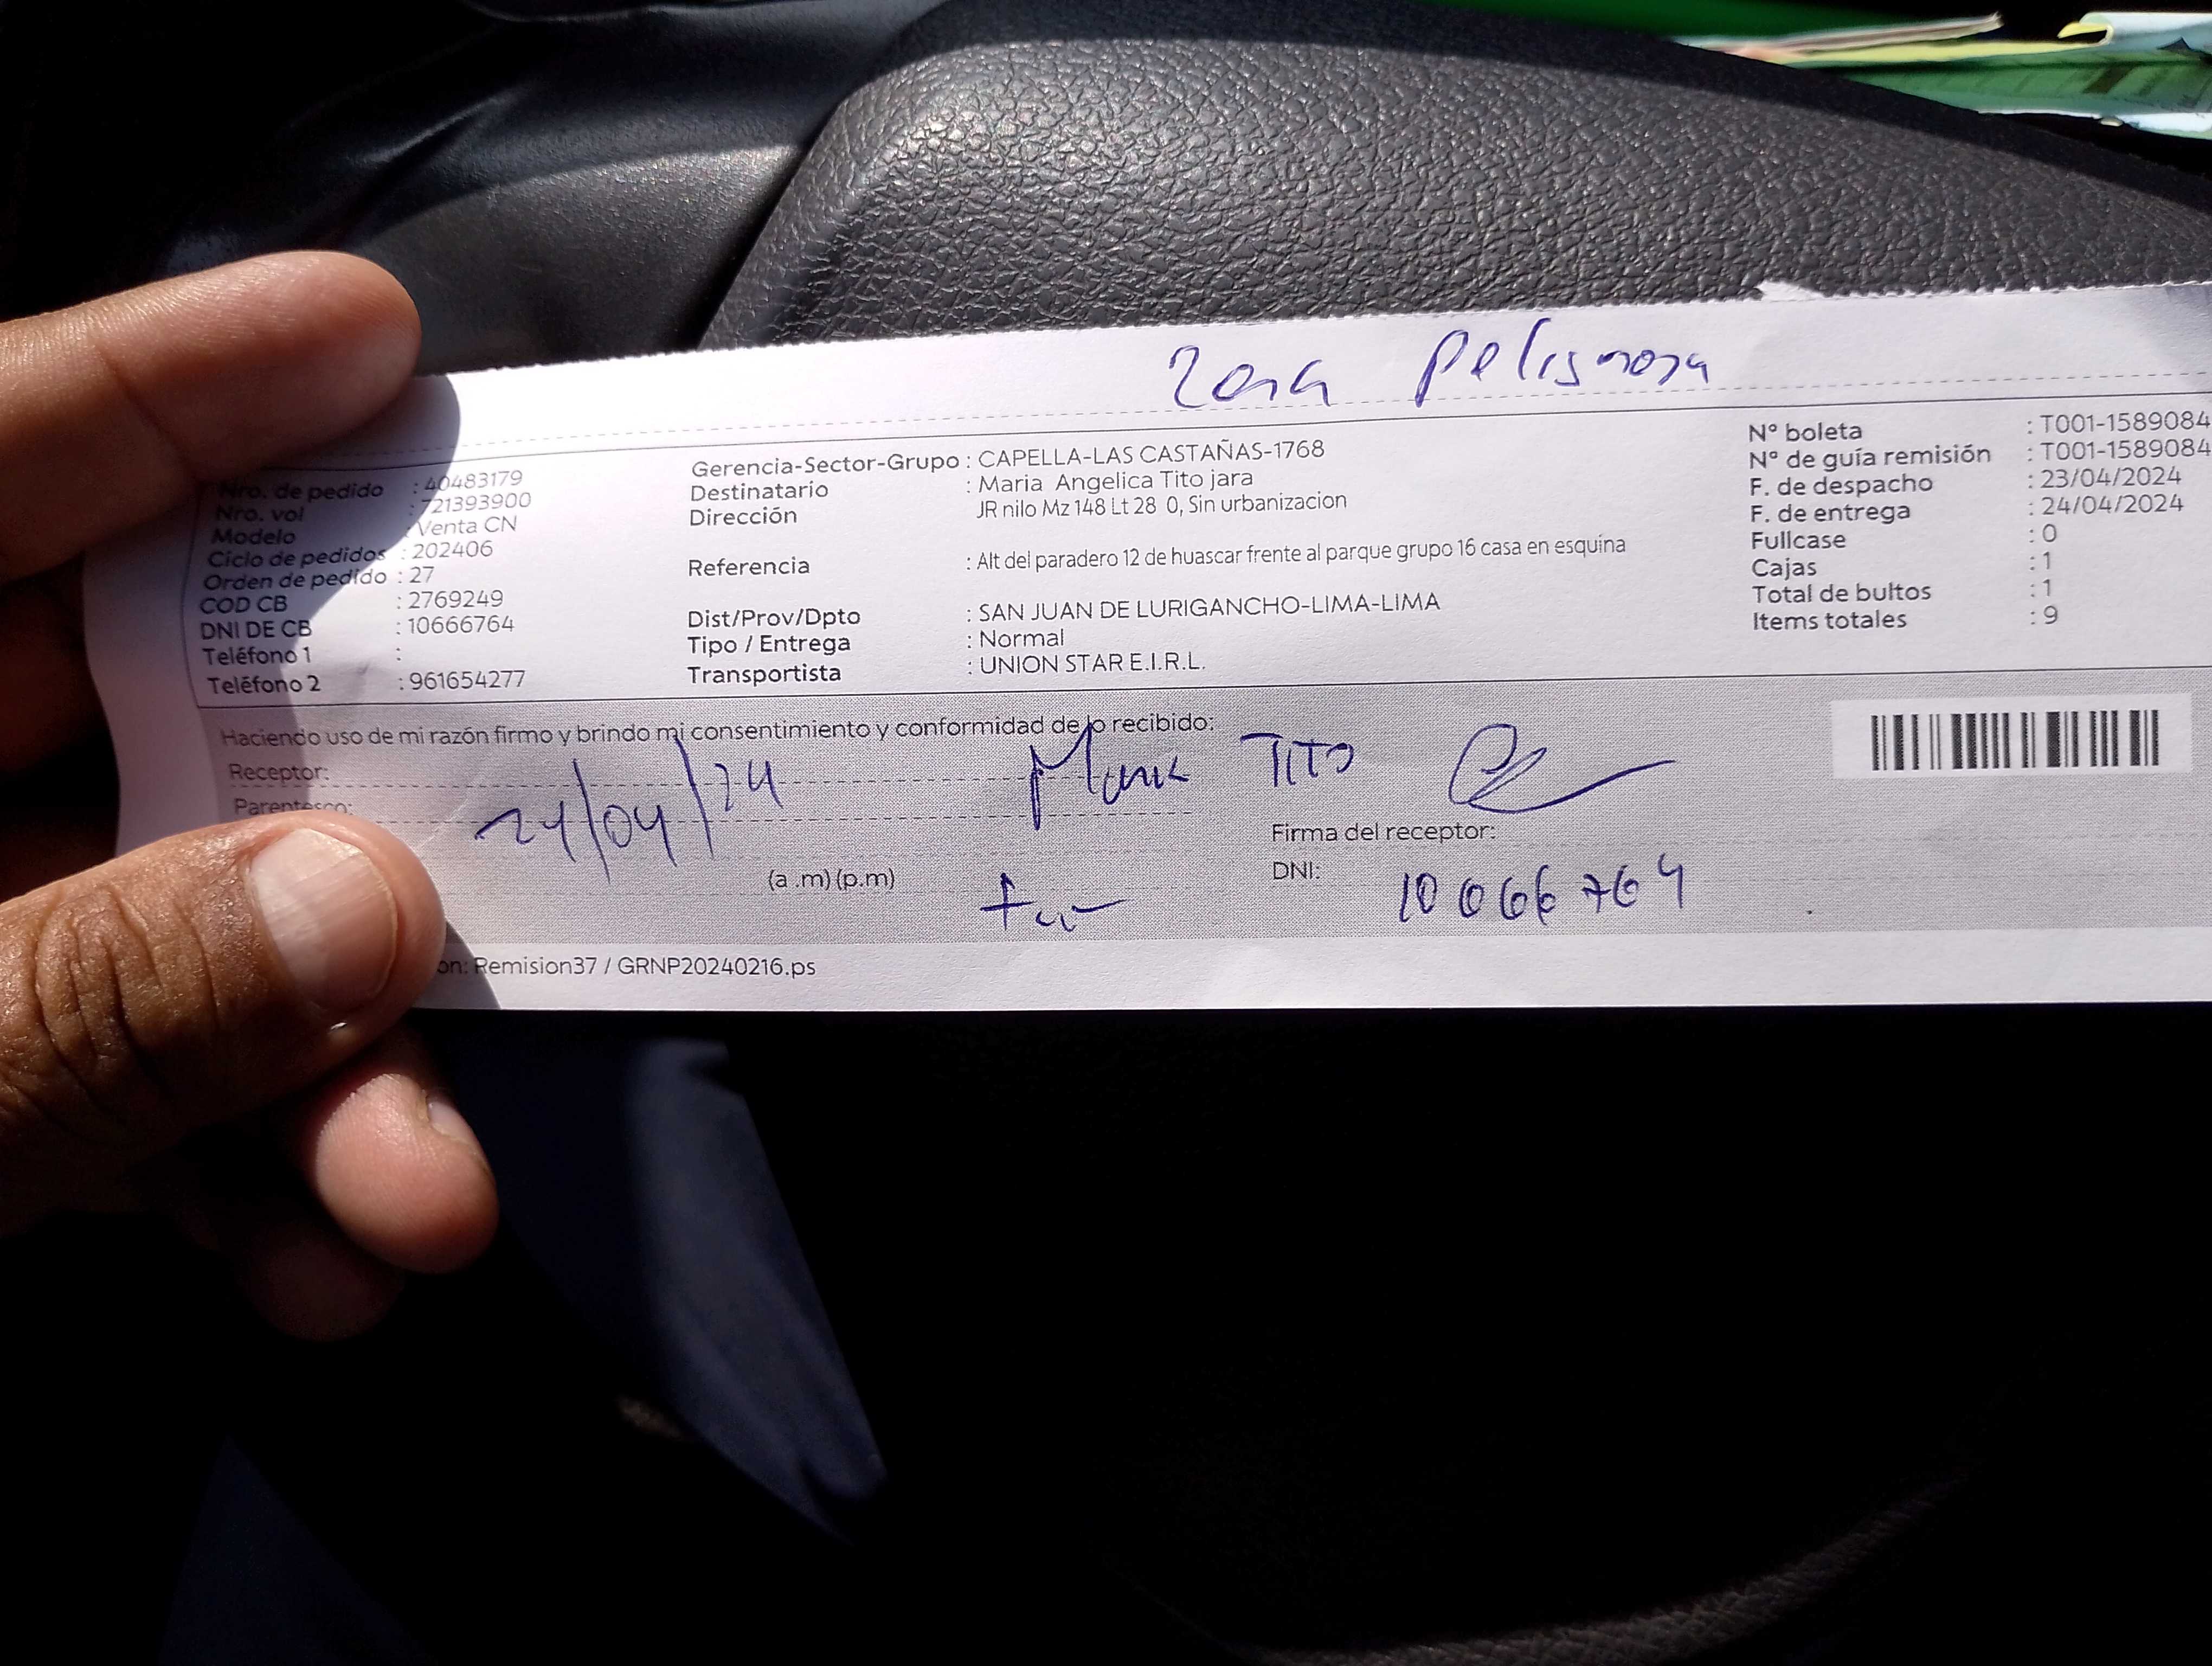 Zona Peligrosa
Nro. de pedido : 40483179
Nro. vol : 721393900
Modelo : Venta CN
Ciclo de pedidos : 202406
Orden de pedido : 27
COD CB : 2769249
DNI DE CB : 10666764
Teléfono 1 :
Teléfono 2 : 961654277
Gerencia-Sector-Grupo : CAPELLA-LAS CASTAÑAS-1768
Destinatario : Maria Angelica Tito jara
Dirección JR nilo Mz 148 Lt 28 0, Sin urbanizacion
Referencia : Alt del paradero 12 de huascar frente al parque grupo 16 casa en esquina
Dist/Prov/Dpto : SAN JUAN DE LURIGANCHO-LIMA-LIMA
Tipo / Entrega : Normal
Transportista : UNION STAR E.I.R.L.
N° boleta : T001-1589084
N° de guía remisión : T001-1589084
F. de despacho : 23/04/2024
F. de entrega : 24/04/2024
Fullcase : 0
Cajas : 1
Total de bultos : 1
Items totales : 9
Haciendo uso de mi razón firmo y brindo mi consentimiento y conformidad de lo recibido:
Receptor: Maria TITO
Parentesco: 24/04/24
Firma del receptor:
(a .m) (p.m)
DNI: 10666764
on: Remision37 / GRNP20240216.ps